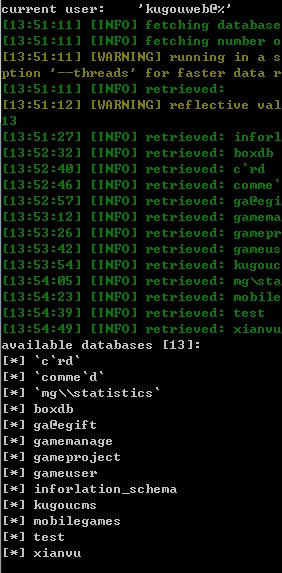 current user:    'kugouweb@%'
[13:51:11] [INFO] fetching database
[13:51:11] [INFO] fetching number o
[13:51:11] [WARNING] running in a s
ption '--threads' for faster data r
[13:51:11] [INFO] retrieved:
[13:51:12] [WARNING] reflective val
13
[13:51:27] [INFO] retrieved: inforl
[13:52:32] [INFO] retrieved: boxdb
[13:52:40] [INFO] retrieved: c`rd
[13:52:46] [INFO] retrieved: comme`
[13:52:57] [INFO] retrieved: ga@egi
[13:53:12] [INFO] retrieved: gamema
[13:53:26] [INFO] retrieved: gamepr
[13:53:42] [INFO] retrieved: gameus
[13:53:54] [INFO] retrieved: kugouc
[13:54:05] [INFO] retrieved: mg\sta
[13:54:23] [INFO] retrieved: mobile
[13:54:39] [INFO] retrieved: test
[13:54:49] [INFO] retrieved: xianvu
available databases [13]:
[*] `c`rd`
[*] `comme`d`
[*] `mg\\statistics`
[*] boxdb
[*] ga@egift
[*] gamemanage
[*] gameproject
[*] gameuser
[*] inforlation_schema
[*] kugoucms
[*] mobilegames
[*] test
[*] xianvu